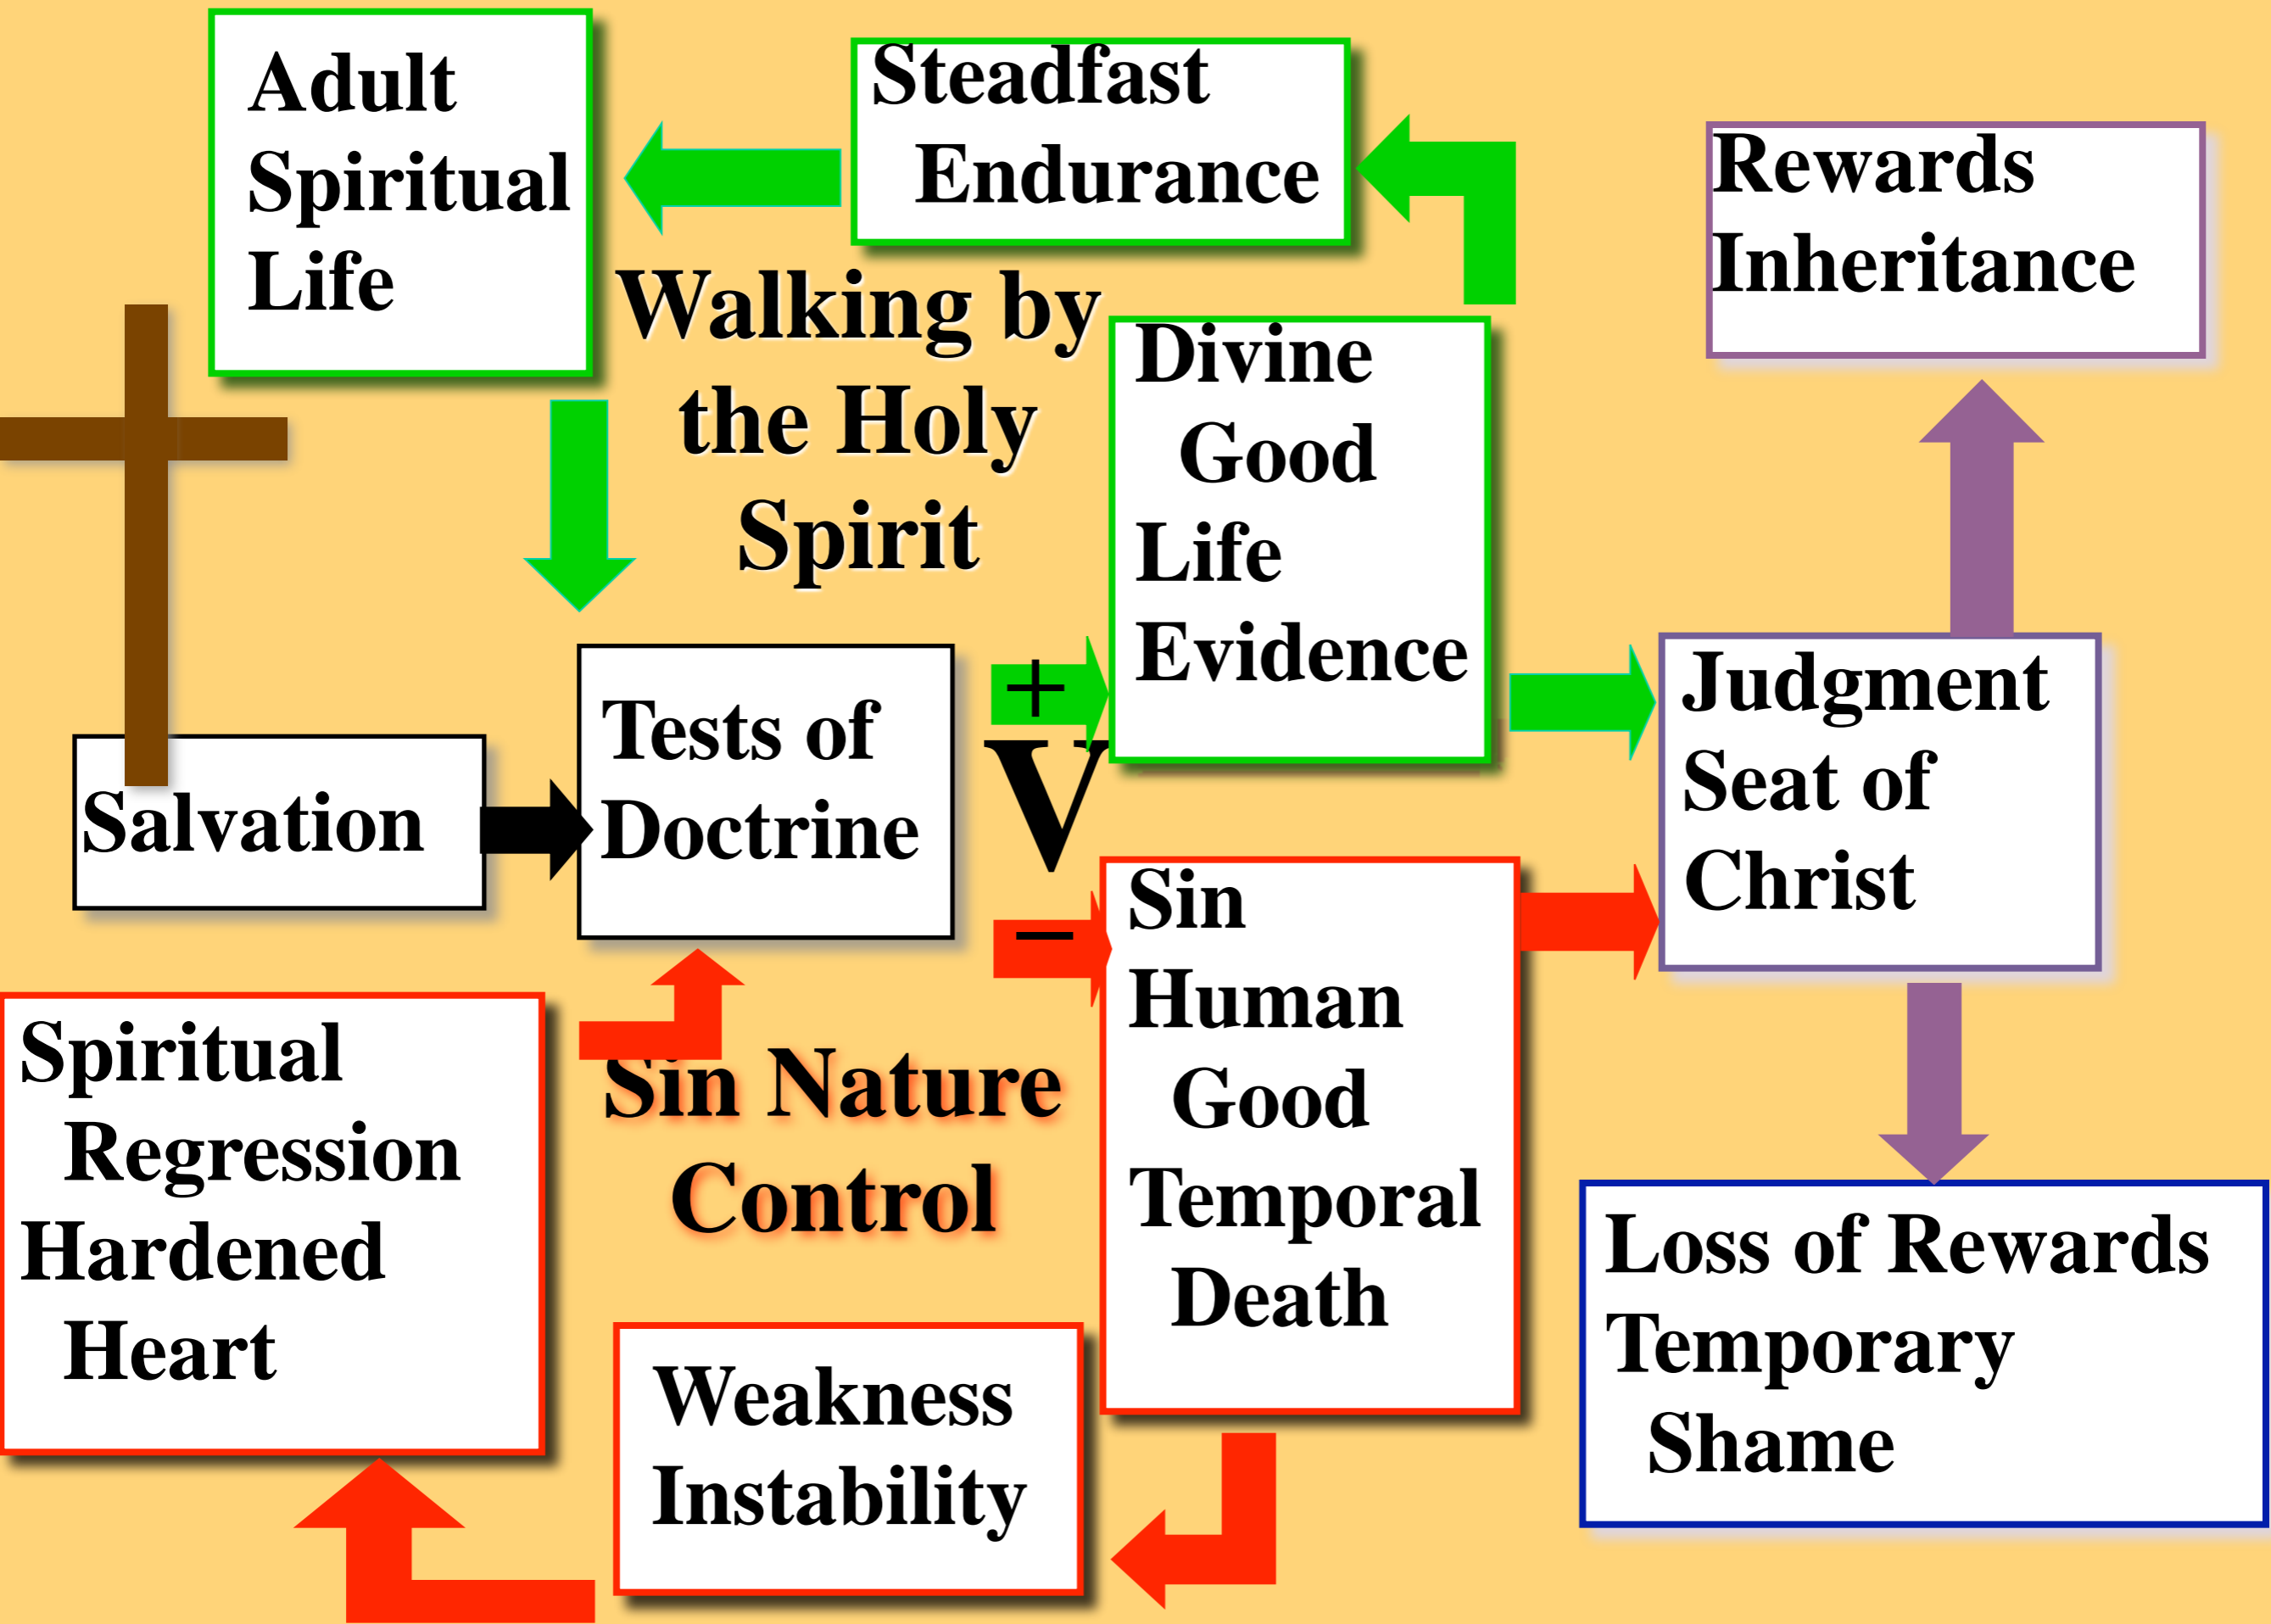 Adult
Spiritual
Life
Steadfast
Endurance
Rewards
Inheritance
Walking by
the Holy
Spirit
Divine
Good
Life
Evidence
Salvation
Tests of
Doctrine
+
V
–
Judgment
Seat of
Christ
Sin
Human
Good
Temporal
Death
Spiritual
Regression
Hardened
Heart
Sin Nature
Control
Weakness
Instability
Loss of Rewards
Temporary
Shame